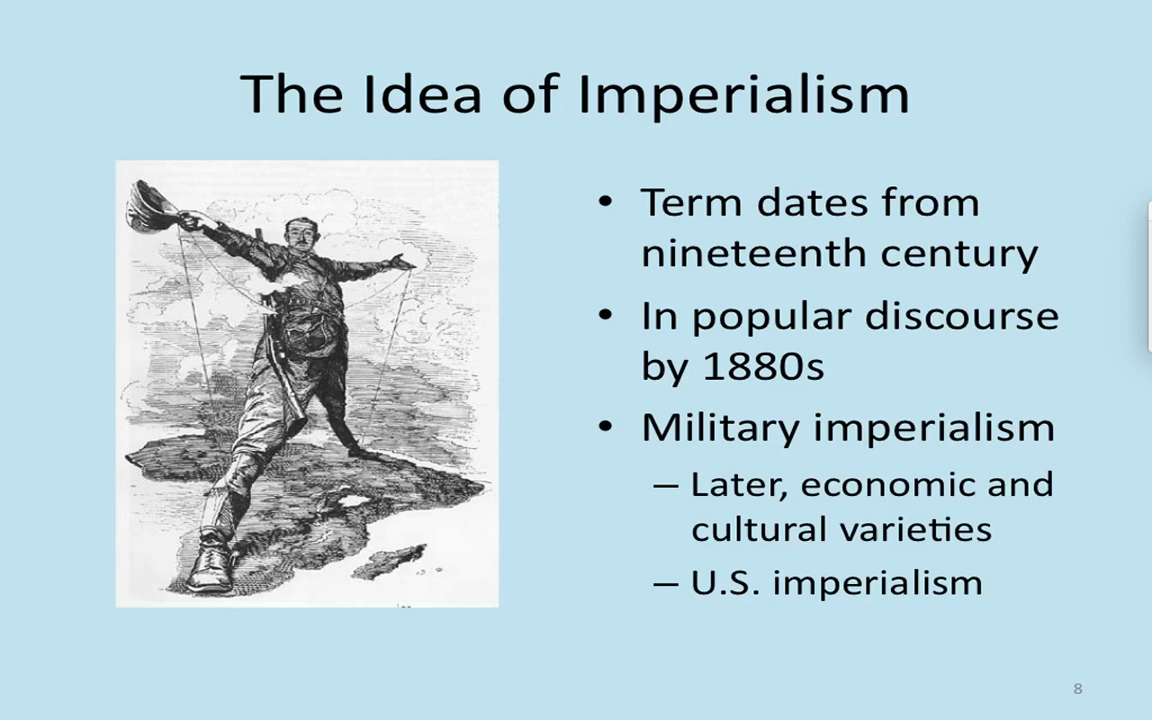 The Idea of Imperialism
• Term dates from
nineteenth century
• In popular discourse
by 1880s
• Military imperialism
– Later, economic and
cultural varieties
– U.S. imperialism
8